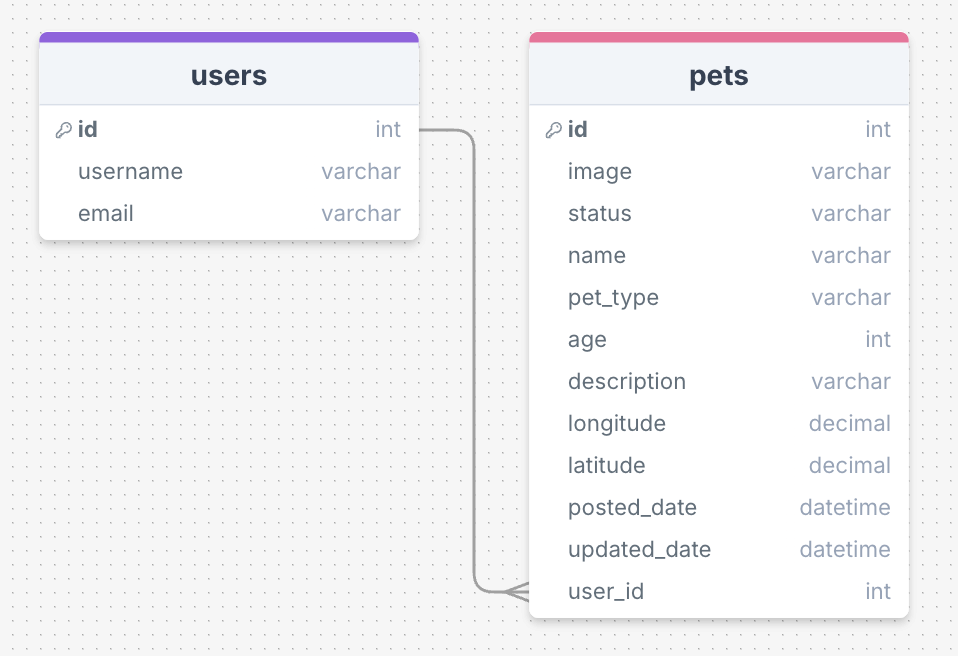 users
id int
username varchar
email varchar
pets
id int
image varchar
status varchar
name varchar
pet_type varchar
age int
description varchar
longitude decimal
latitude decimal
posted_date datetime
updated_date datetime
user_id int